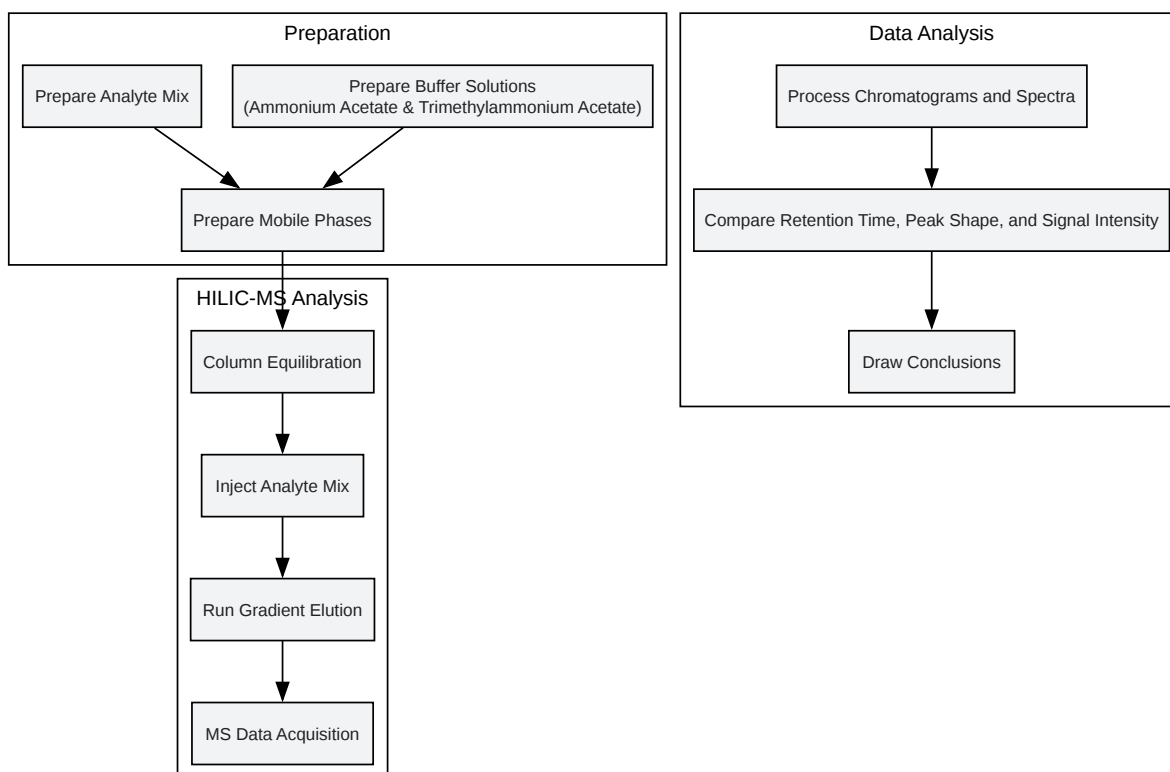 Preparation
Prepare Analyte Mix
Prepare Buffer Solutions
(Ammonium Acetate & Trimethylammonium Acetate)
Prepare Mobile Phases
HILIC-MS Analysis
Column Equilibration
Inject Analyte Mix
Run Gradient Elution
MS Data Acquisition
Data Analysis
Process Chromatograms and Spectra
Compare Retention Time, Peak Shape, and Signal Intensity
Draw Conclusions